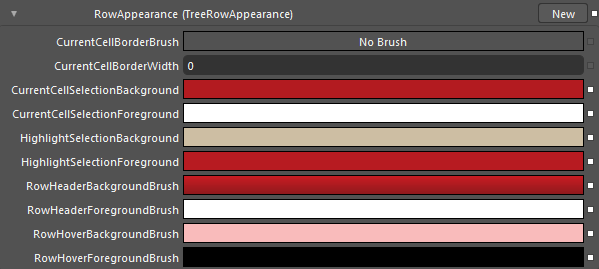 RowAppearance (TreeRowAppearance) New
CurrentCellBorderBrush No Brush
CurrentCellBorderWidth 0
CurrentCellSelectionBackground
CurrentCellSelectionForeground
HighlightSelectionBackground
HighlightSelectionForeground
RowHeaderBackgroundBrush
RowHeaderForegroundBrush
RowHoverBackgroundBrush
RowHoverForegroundBrush